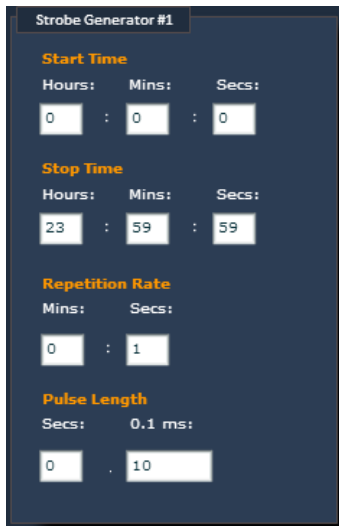 Strobe Generator #1
Start Time
Hours: Mins: Secs:
0 : 0 : 0
Stop Time
Hours: Mins: Secs:
23 : 59 : 59
Repetition Rate
Mins: Secs:
0 : 1
Pulse Length
Secs: 0.1 ms:
0 . 10